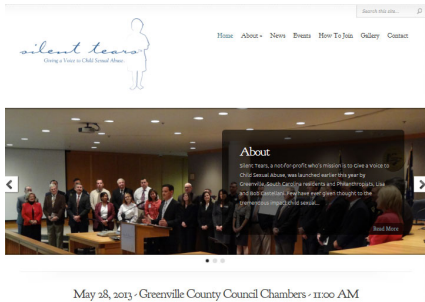 Search this site...
silent tears
Giving a Voice to Child Sexual Abuse
Home About News Events How To Join Gallery Contact
About
Silent Tears, a not-for-profit who's mission is to Give a Voice to
Child Sexual Abuse, was launched earlier this year by
Greenville, South Carolina residents and Philanthropists, Lisa
and Bob Castellani. Few have ever given thought to the
tremendous impact child sexual...
Read More
May 28, 2013 - Greenville County Council Chambers - 11:00 AM